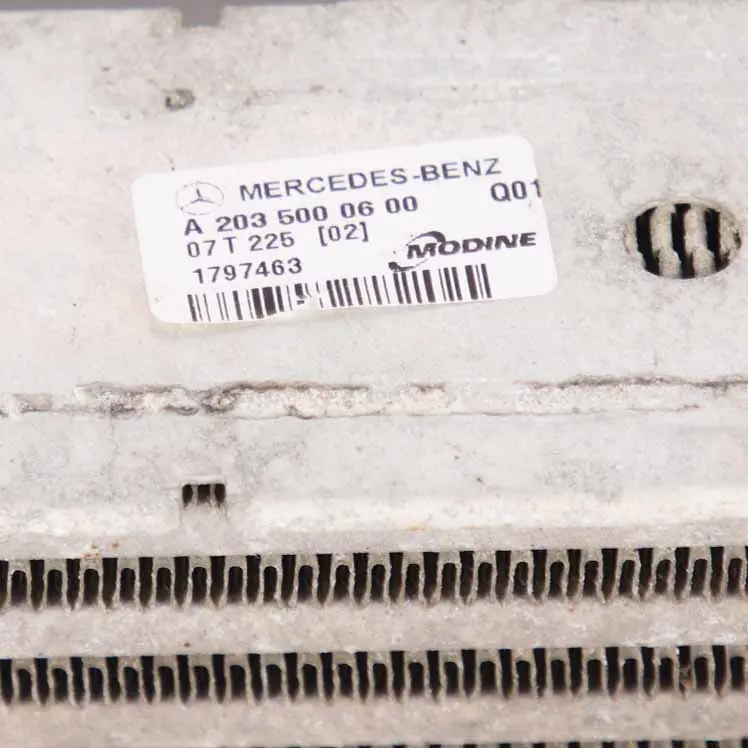 MERCEDES-BENZ
A 203 500 06 00 Q01
07 T 225 [02] MODINE
1797463